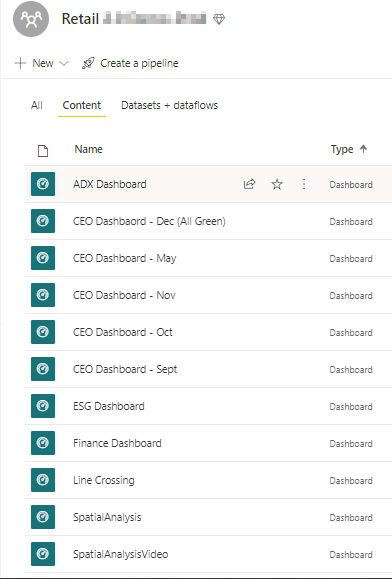 Retail
New Create a pipeline
All Content Datasets + dataflows
Name Type
ADX Dashboard Dashboard
CEO Dashbaord - Dec (All Green) Dashboard
CEO Dashboard - May Dashboard
CEO Dashboard - Nov Dashboard
CEO Dashboard - Oct Dashboard
CEO Dashboard - Sept Dashboard
ESG Dashboard Dashboard
Finance Dashboard Dashboard
Line Crossing Dashboard
SpatialAnalysis Dashboard
SpatialAnalysisVideo Dashboard